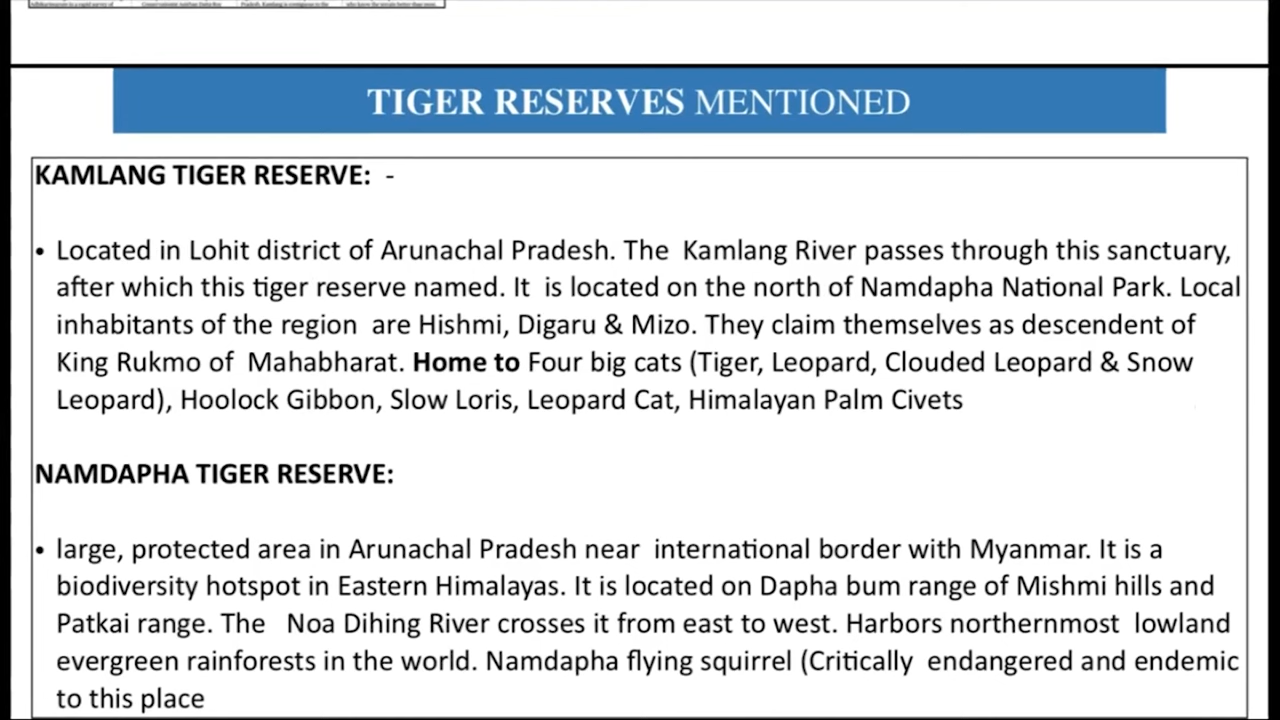 TIGER RESERVES MENTIONED
KAMLANG TIGER RESERVE: -
• Located in Lohit district of Arunachal Pradesh. The Kamlang River passes through this sanctuary,
after which this tiger reserve named. It is located on the north of Namdapha National Park. Local
inhabitants of the region are Hishmi, Digaru & Mizo. They claim themselves as descendent of
King Rukmo of Mahabharat. Home to Four big cats (Tiger, Leopard, Clouded Leopard & Snow
Leopard), Hoolock Gibbon, Slow Loris, Leopard Cat, Himalayan Palm Civets
NAMDAPHA TIGER RESERVE:
• large, protected area in Arunachal Pradesh near international border with Myanmar. It is a
biodiversity hotspot in Eastern Himalayas. It is located on Dapha bum range of Mishmi hills and
Patkai range. The Noa Dihing River crosses it from east to west. Harbors northernmost lowland
evergreen rainforests in the world. Namdapha flying squirrel (Critically endangered and endemic
to this place